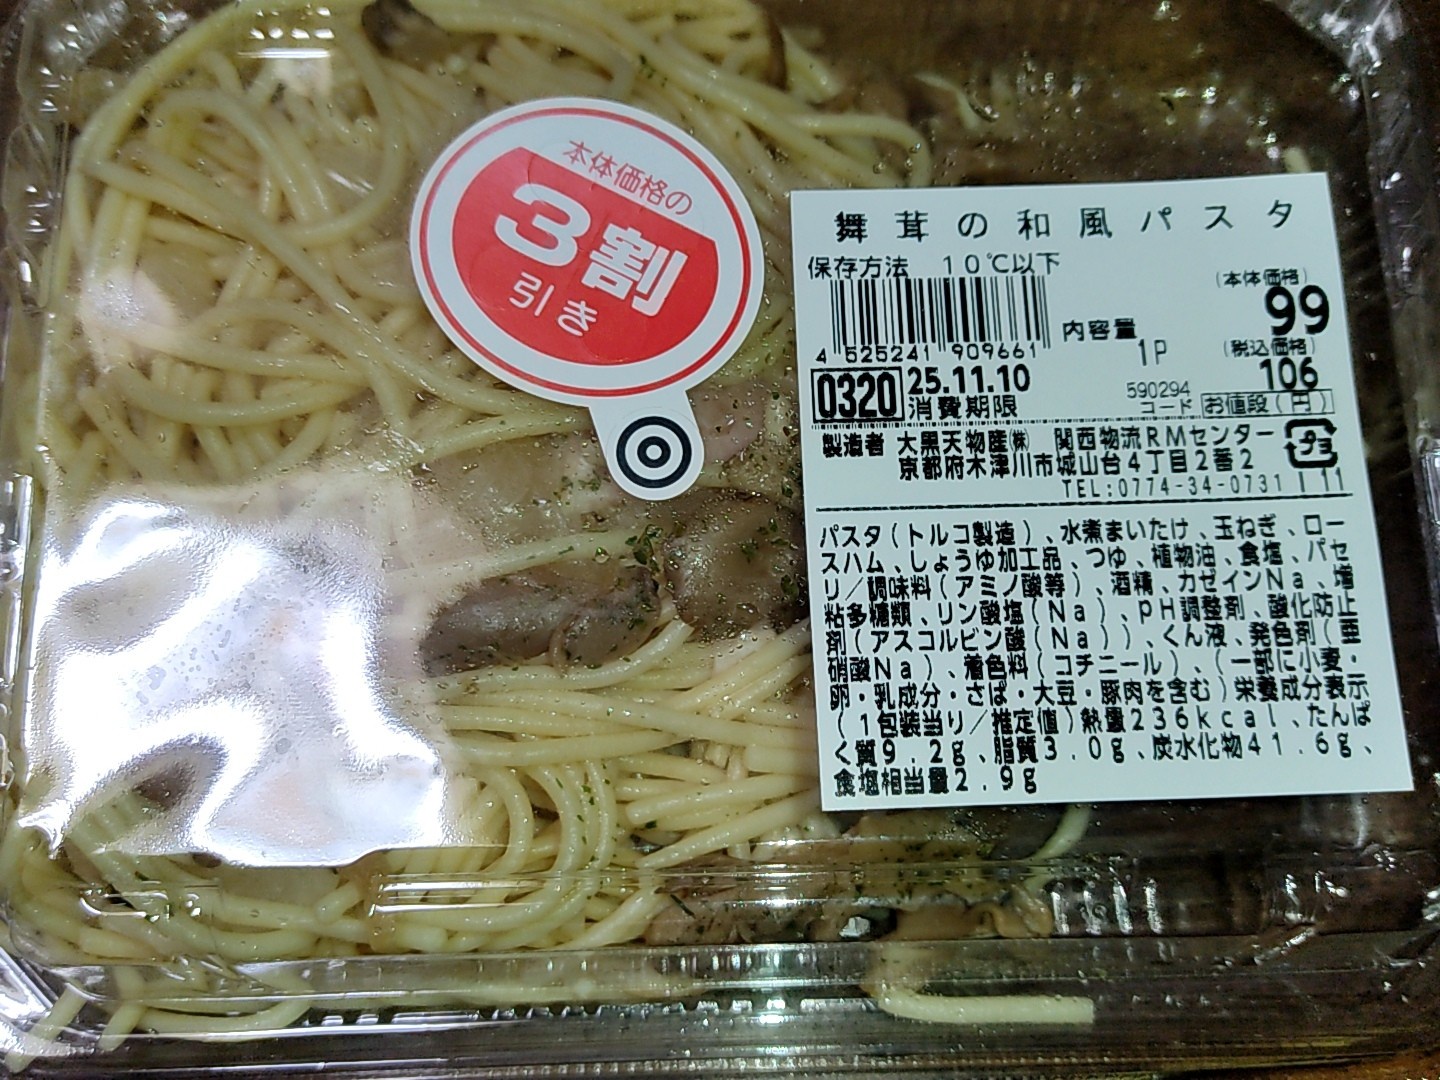 本体価格の
3割
引き
舞茸の和風パスタ
保存方法 10℃以下
(本体価格)
99
内容量
1P
4 525241 909661
(税込価格)
106
0320 25.11.10
消費期限
590294
コード
お値段(円)
製造者 大黒天物産㈱ 関西物流RMセンター
京都府木津川市城山台4丁目2番2
プラ
TEL:0774-34-0731 I 11
パスタ(トルコ製造)、水煮まいたけ、玉ねぎ、ロー
スハム、しょうゆ加工品、つゆ、植物油、食塩、パセ
リ/調味料(アミノ酸等)、酒精、カゼインNa、増
粘多糖類、リン酸塩(Na)、pH調整剤、酸化防止
剤(アスコルビン酸(Na))、くん液、発色剤(亜
硝酸Na)、着色料(コチニール)、(一部に小麦・
卵・乳成分・さば・大豆・豚肉を含む)栄養成分表示
(1包装当り/推定値)熱量236kcal、たんぱ
く質9.2g、脂質3.0g、炭水化物41.6g、
食塩相当量2.9g